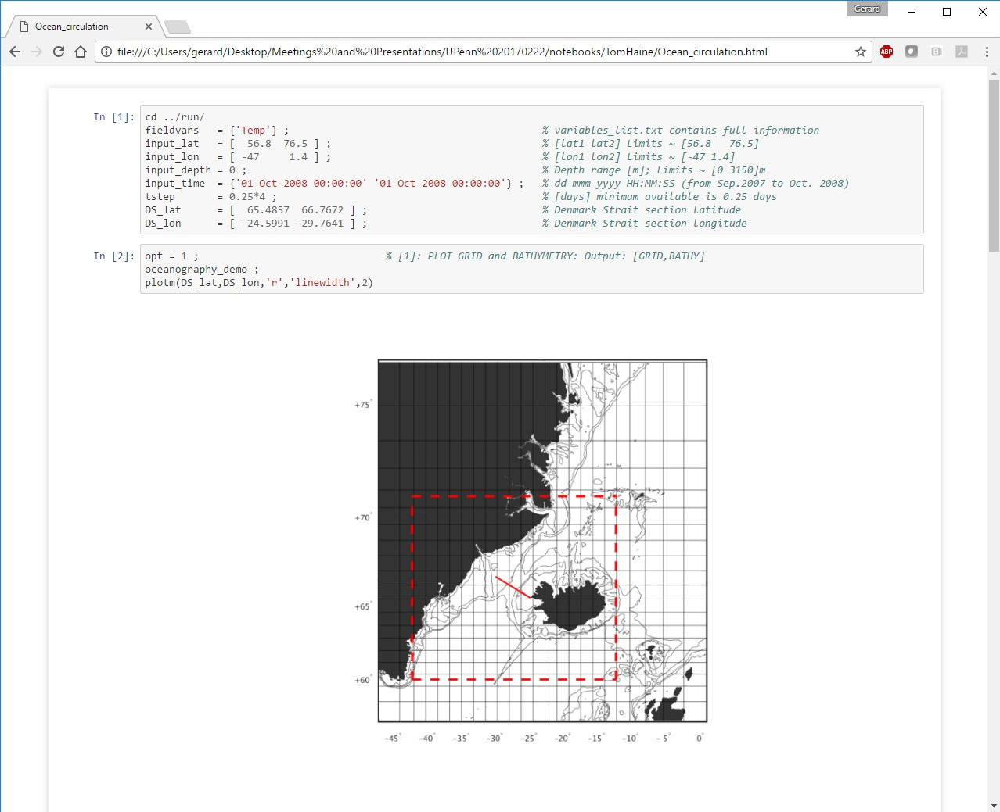 Gerard
Ocean_circulation
file:///C:/Users/gerard/Desktop/Meetings%20and%20Presentations/UPenn%2020170222/notebooks/TomHaine/Ocean_circulation.html
ABP
In [1]:
cd ../run/
fieldvars   = {'Temp'} ;   % variables_list.txt contains full information
input_lat   = [  56.8  76.5 ] ;   % [lat1 lat2] Limits ~ [56.8   76.5]
input_lon   = [ -47     1.4 ] ;   % [lon1 lon2] Limits ~ [-47 1.4]
input_depth = 0 ;   % Depth range [m]; Limits ~ [0 3150]m
input_time  = {'01-Oct-2008 00:00:00' '01-Oct-2008 00:00:00'} ;   % dd-mmm-yyyy HH:MM:SS (from Sep.2007 to Oct. 2008)
tstep       = 0.25*4 ;   % [days] minimum available is 0.25 days
DS_lat      = [  65.4857  66.7672 ] ;   % Denmark Strait section latitude
DS_lon      = [ -24.5991 -29.7641 ] ;   % Denmark Strait section longitude
In [2]:
opt = 1 ;   % [1]: PLOT GRID and BATHYMETRY: Output: [GRID,BATHY]
oceanography_demo ;
plotm(DS_lat,DS_lon,'r','linewidth',2)
+75°
+70°
+65°
+60°
-45° -40° -35° -30° -25° -20° -15° -10° -5° 0°